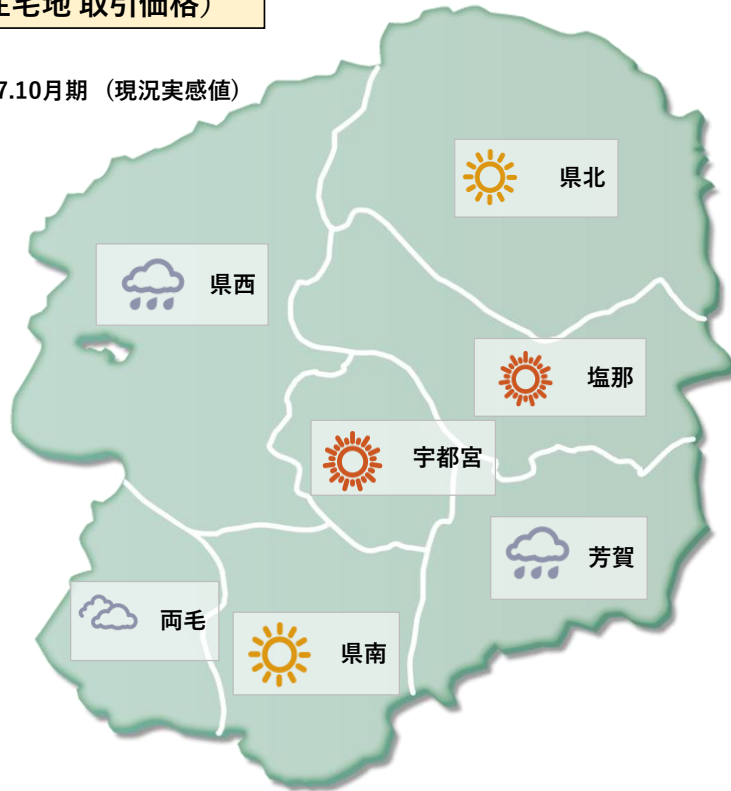 住宅地 取引価格）
7.10月期 （現況実感値）
県北
県西
塩那
宇都宮
芳賀
両毛
県南